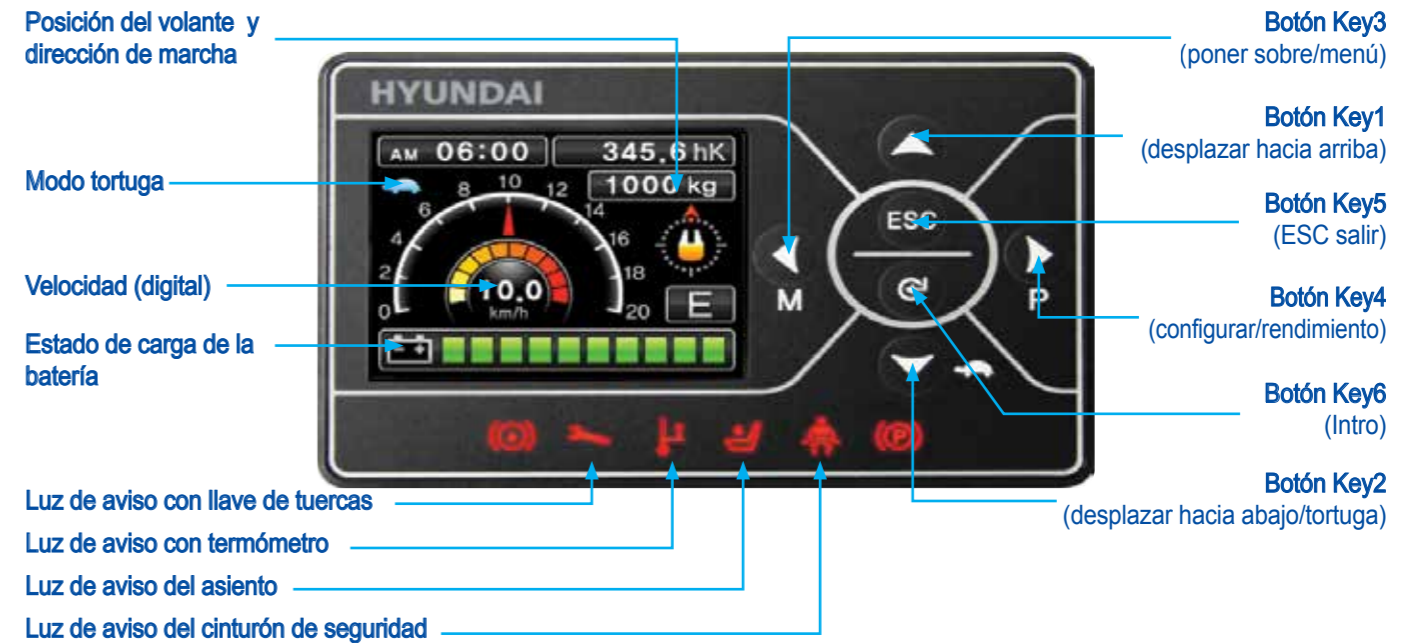 Posición del volante y
dirección de marcha
Modo tortuga
Velocidad (digital)
Estado de carga de la
batería
Luz de aviso con llave de tuercas
Luz de aviso con termómetro
Luz de aviso del asiento
Luz de aviso del cinturón de seguridad
HYUNDAI
AM 06:00
345.6 hK
1000 kg
0 2 4 6 8 10 12 14 16 18 20
10.0
km/h
E
- +
M
ESC
P
(P)
Botón Key3
(poner sobre/menú)
Botón Key1
(desplazar hacia arriba)
Botón Key5
(ESC salir)
Botón Key4
(configurar/rendimiento)
Botón Key6
(Intro)
Botón Key2
(desplazar hacia abajo/tortuga)